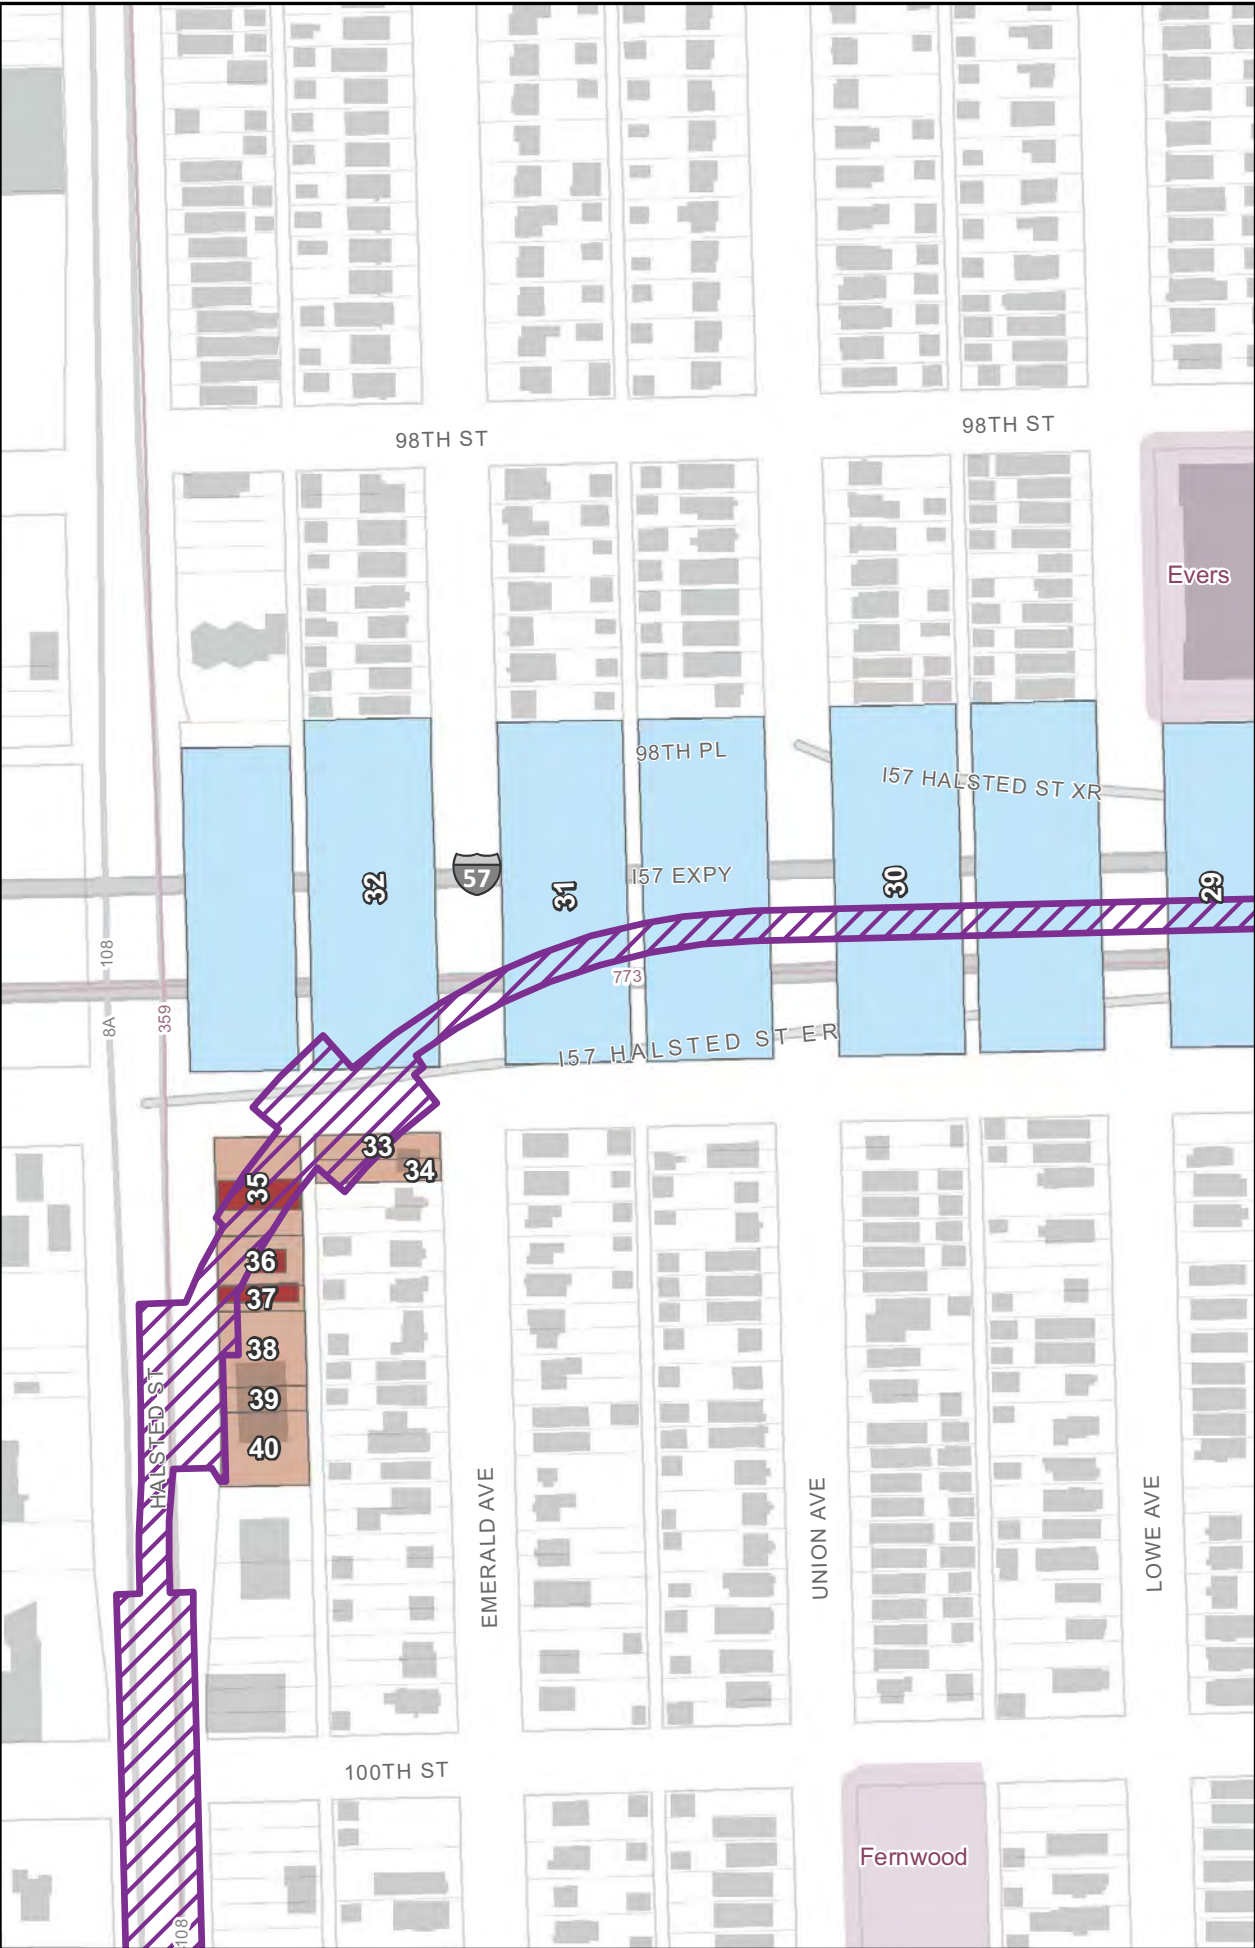 98TH ST
98TH ST
Evers
98TH PL
I57 HALSTED ST XR
57
I57 EXPY
32
31
30
29
108
773
8A
359
I57 HALSTED ST ER
33
34
35
36
37
38
39
40
HALSTED ST
EMERALD AVE
UNION AVE
LOWE AVE
100TH ST
Fernwood
108